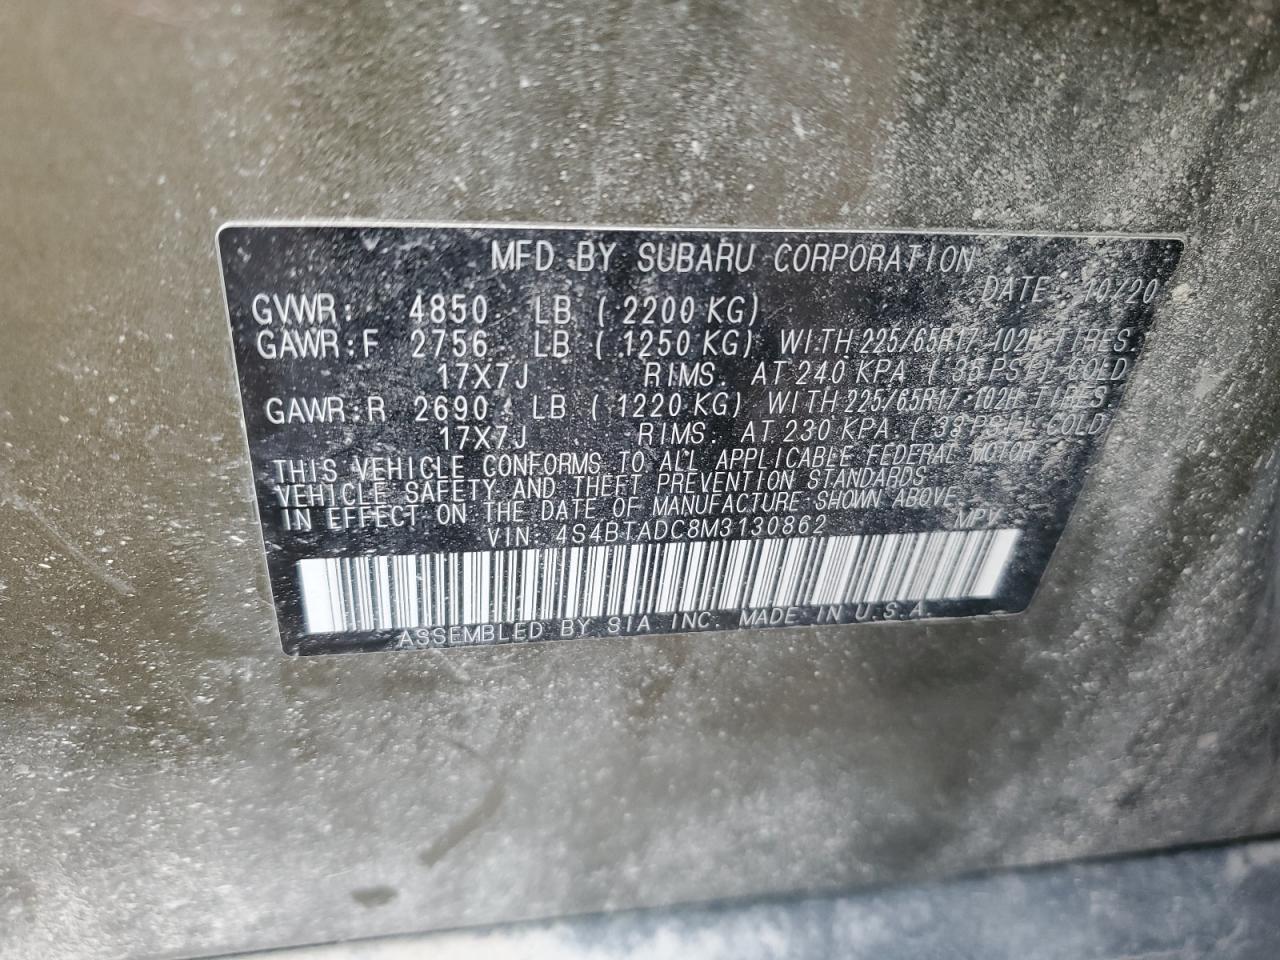 MFD BY SUBARU CORPORATION
DATE 10/20
GVWR: 4850 LB (2200 KG)
GAWR:F 2756 LB (1250 KG) WITH 225/65R17 102H TIRES
17X7J RIMS. AT 240 KPA (35 PSI) COLD
GAWR:R 2690 LB (1220 KG) WITH 225/65R17 102H TIRES
17X7J RIMS. AT 230 KPA (33 PSI) COLD
THIS VEHICLE CONFORMS TO ALL APPLICABLE FEDERAL MOTOR
VEHICLE SAFETY AND THEFT PREVENTION STANDARDS
IN EFFECT ON THE DATE OF MANUFACTURE SHOWN ABOVE.
VIN: 4S4BTADC8M3130862 MPV
ASSEMBLED BY SIA INC. MADE IN U.S.A.